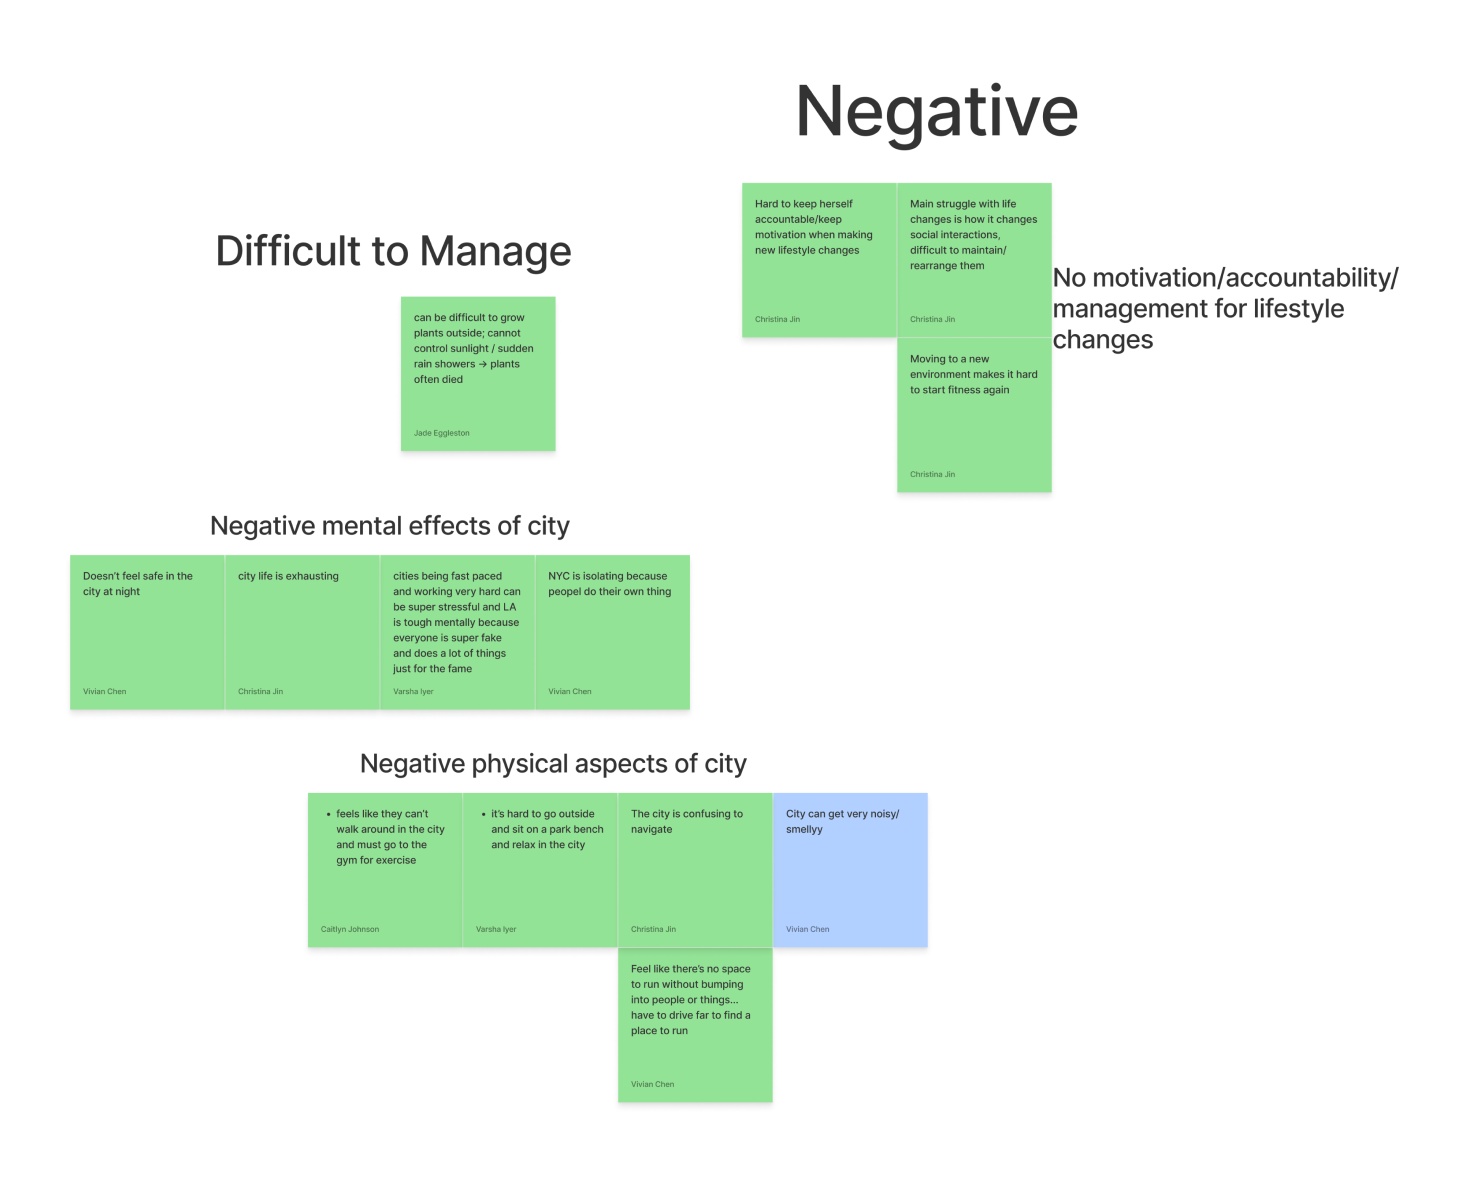 Negative
Hard to keep herself
accountable/keep
motivation when making
new lifestyle changes
Christina Jin
Main struggle with life
changes is how it changes
social interactions,
difficult to maintain/
rearrange them
Christina Jin
No motivation/accountability/
management for lifestyle
changes
Moving to a new
environment makes it hard
to start fitness again
Christina Jin
Difficult to Manage
can be difficult to grow
plants outside; cannot
control sunlight / sudden
rain showers → plants
often died
Jade Eggleston
Negative mental effects of city
Doesn't feel safe in the
city at night
Vivian Chen
city life is exhausting
Christina Jin
cities being fast paced
and working very hard can
be super stressful and LA
is tough mentally because
everyone is super fake
and does a lot of things
just for the fame
Varsha Iyer
NYC is isolating because
peopel do their own thing
Vivian Chen
Negative physical aspects of city
• feels like they can't
walk around in the city
and must go to the
gym for exercise
Caitlyn Johnson
• it's hard to go outside
and sit on a park bench
and relax in the city
Varsha Iyer
The city is confusing to
navigate
Christina Jin
City can get very noisy/
smellyy
Vivian Chen
Feel like there's no space
to run without bumping
into people or things...
have to drive far to find a
place to run
Vivian Chen